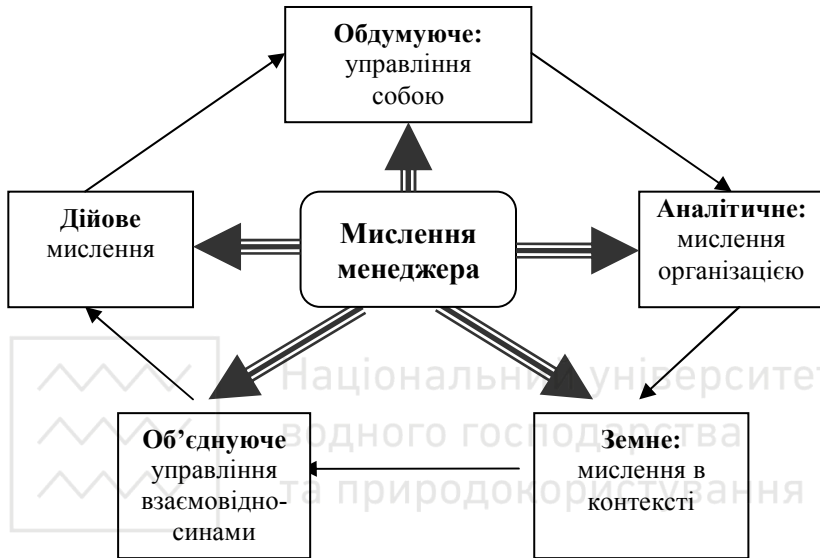 Обдумуюче:
управління
собою
Дійове
мислення
Мислення
менеджера
Аналітичне:
мислення
організацією
Національний університет
водного господарства
та природокористування
Об’єднуюче
управління
взаємовідно-
синами
Земне:
мислення в
контексті